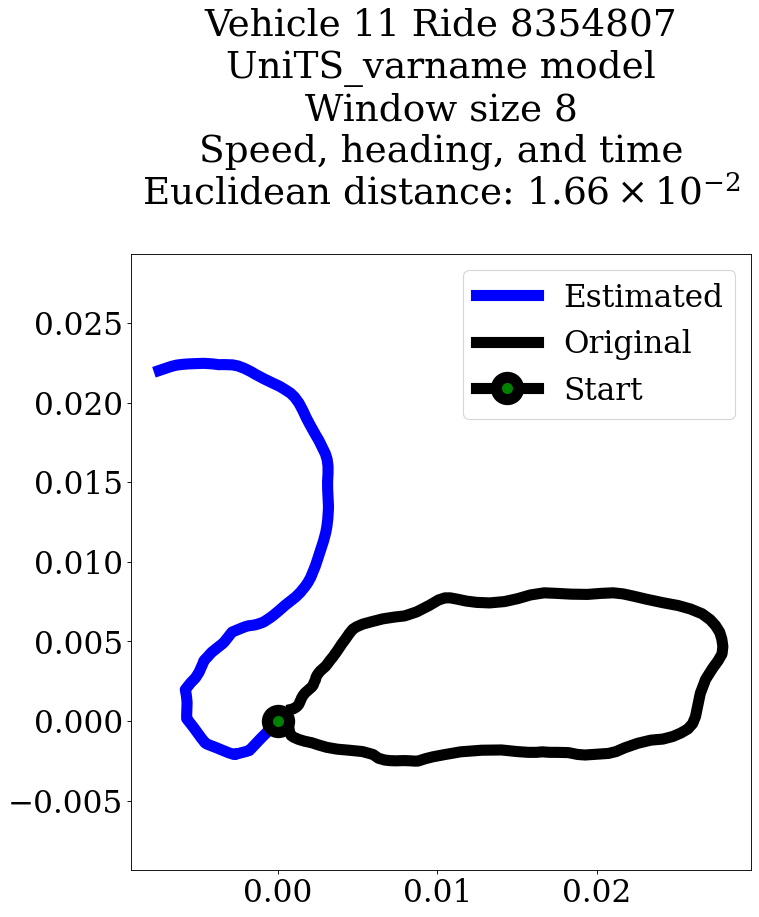 Vehicle 11 Ride 8354807
UniTS_varname model
Window size 8
Speed, heading, and time
Euclidean distance: 1.66 × 10⁻²
Estimated
Original
Start
0.025
0.020
0.015
0.010
0.005
0.000
−0.005
0.00 0.01 0.02